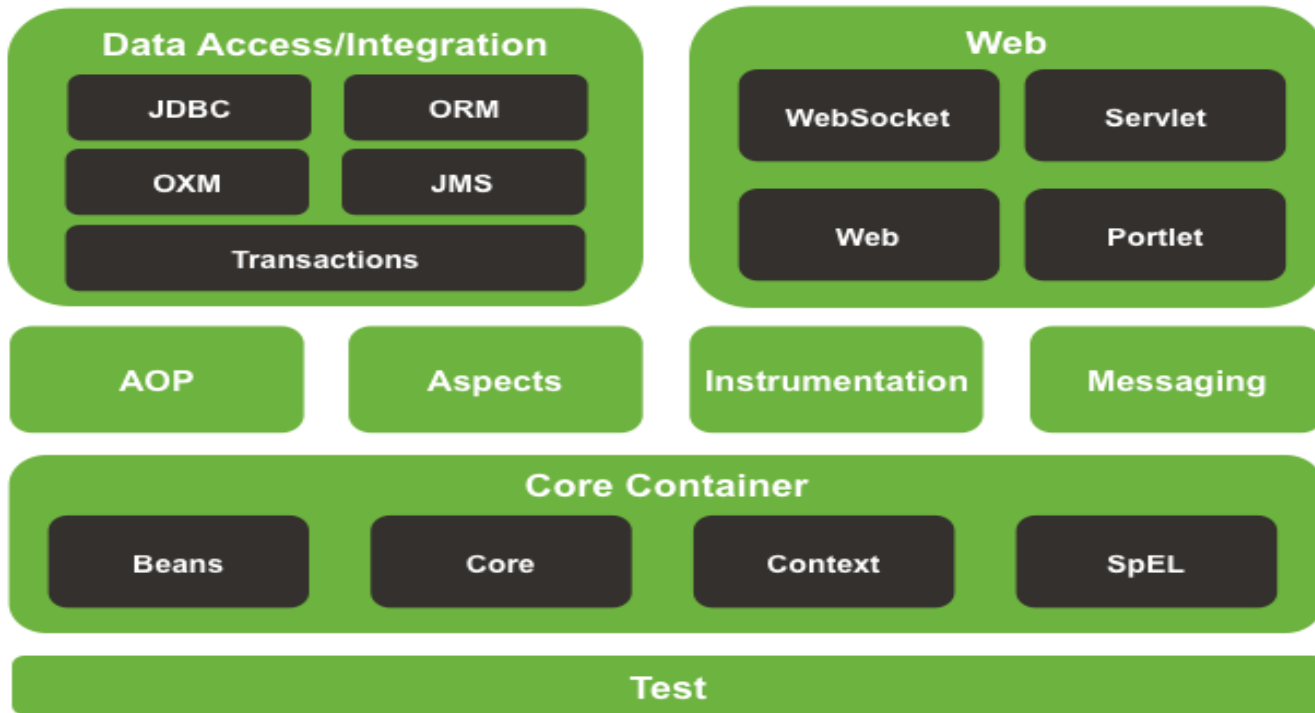 Data Access/Integration
JDBC
ORM
OXM
JMS
Transactions
Web
WebSocket
Servlet
Web
Portlet
AOP
Aspects
Instrumentation
Messaging
Core Container
Beans
Core
Context
SpEL
Test